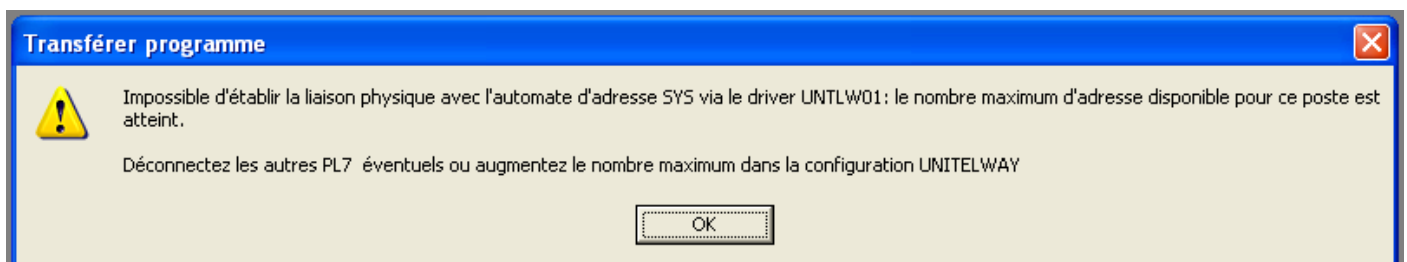 Transférer programme
Impossible d'établir la liaison physique avec l'automate d'adresse SYS via le driver UNTLW01: le nombre maximum d'adresse disponible pour ce poste est
atteint.
Déconnectez les autres PL7  éventuels ou augmentez le nombre maximum dans la configuration UNITELWAY
OK